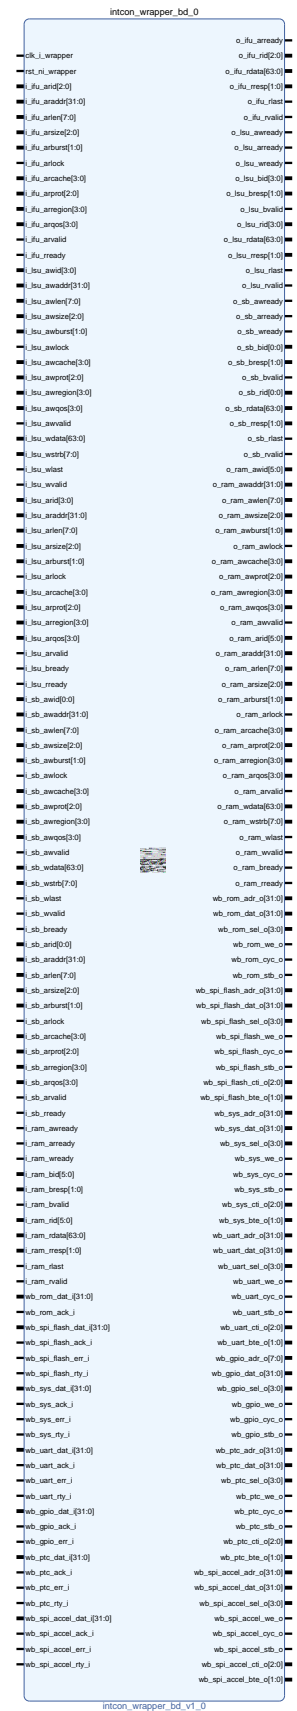 intcon_wrapper_bd_0
clk_i_wrapper
rst_ni_wrapper
i_ifu_arid[2:0]
i_ifu_araddr[31:0]
i_ifu_arlen[7:0]
i_ifu_arsize[2:0]
i_ifu_arburst[1:0]
i_ifu_arlock
i_ifu_arcache[3:0]
i_ifu_arprot[2:0]
i_ifu_arregion[3:0]
i_ifu_arqos[3:0]
i_ifu_arvalid
i_ifu_rready
i_lsu_awid[3:0]
i_lsu_awaddr[31:0]
i_lsu_awlen[7:0]
i_lsu_awsize[2:0]
i_lsu_awburst[1:0]
i_lsu_awlock
i_lsu_awcache[3:0]
i_lsu_awprot[2:0]
i_lsu_awregion[3:0]
i_lsu_awqos[3:0]
i_lsu_awvalid
i_lsu_wdata[63:0]
i_lsu_wstrb[7:0]
i_lsu_wlast
i_lsu_wvalid
i_lsu_arid[3:0]
i_lsu_araddr[31:0]
i_lsu_arlen[7:0]
i_lsu_arsize[2:0]
i_lsu_arburst[1:0]
i_lsu_arlock
i_lsu_arcache[3:0]
i_lsu_arprot[2:0]
i_lsu_arregion[3:0]
i_lsu_arqos[3:0]
i_lsu_arvalid
i_lsu_bready
i_lsu_rready
i_sb_awid[0:0]
i_sb_awaddr[31:0]
i_sb_awlen[7:0]
i_sb_awsize[2:0]
i_sb_awburst[1:0]
i_sb_awlock
i_sb_awcache[3:0]
i_sb_awprot[2:0]
i_sb_awregion[3:0]
i_sb_awqos[3:0]
i_sb_awvalid
i_sb_wdata[63:0]
i_sb_wstrb[7:0]
i_sb_wlast
i_sb_wvalid
i_sb_bready
i_sb_arid[0:0]
i_sb_araddr[31:0]
i_sb_arlen[7:0]
i_sb_arsize[2:0]
i_sb_arburst[1:0]
i_sb_arlock
i_sb_arcache[3:0]
i_sb_arprot[2:0]
i_sb_arregion[3:0]
i_sb_arqos[3:0]
i_sb_arvalid
i_sb_rready
i_ram_awready
i_ram_arready
i_ram_wready
i_ram_bid[5:0]
i_ram_bresp[1:0]
i_ram_bvalid
i_ram_rid[5:0]
i_ram_rdata[63:0]
i_ram_rresp[1:0]
i_ram_rlast
i_ram_rvalid
wb_rom_dat_i[31:0]
wb_rom_ack_i
wb_spi_flash_dat_i[31:0]
wb_spi_flash_ack_i
wb_spi_flash_err_i
wb_spi_flash_rty_i
wb_sys_dat_i[31:0]
wb_sys_ack_i
wb_sys_err_i
wb_sys_rty_i
wb_uart_dat_i[31:0]
wb_uart_ack_i
wb_uart_err_i
wb_uart_rty_i
wb_gpio_dat_i[31:0]
wb_gpio_ack_i
wb_gpio_err_i
wb_ptc_dat_i[31:0]
wb_ptc_ack_i
wb_ptc_err_i
wb_ptc_rty_i
wb_spi_accel_dat_i[31:0]
wb_spi_accel_ack_i
wb_spi_accel_err_i
wb_spi_accel_rty_i
o_ifu_arready
o_ifu_rid[2:0]
o_ifu_rdata[63:0]
o_ifu_rresp[1:0]
o_ifu_rlast
o_ifu_rvalid
o_lsu_awready
o_lsu_arready
o_lsu_wready
o_lsu_bid[3:0]
o_lsu_bresp[1:0]
o_lsu_bvalid
o_lsu_rid[3:0]
o_lsu_rdata[63:0]
o_lsu_rresp[1:0]
o_lsu_rlast
o_lsu_rvalid
o_sb_awready
o_sb_arready
o_sb_wready
o_sb_bid[0:0]
o_sb_bresp[1:0]
o_sb_bvalid
o_sb_rid[0:0]
o_sb_rdata[63:0]
o_sb_rresp[1:0]
o_sb_rlast
o_sb_rvalid
o_ram_awid[5:0]
o_ram_awaddr[31:0]
o_ram_awlen[7:0]
o_ram_awsize[2:0]
o_ram_awburst[1:0]
o_ram_awlock
o_ram_awcache[3:0]
o_ram_awprot[2:0]
o_ram_awregion[3:0]
o_ram_awqos[3:0]
o_ram_awvalid
o_ram_arid[5:0]
o_ram_araddr[31:0]
o_ram_arlen[7:0]
o_ram_arsize[2:0]
o_ram_arburst[1:0]
o_ram_arlock
o_ram_arcache[3:0]
o_ram_arprot[2:0]
o_ram_arregion[3:0]
o_ram_arqos[3:0]
o_ram_arvalid
o_ram_wdata[63:0]
o_ram_wstrb[7:0]
o_ram_wlast
o_ram_wvalid
o_ram_bready
o_ram_rready
wb_rom_adr_o[31:0]
wb_rom_dat_o[31:0]
wb_rom_sel_o[3:0]
wb_rom_we_o
wb_rom_cyc_o
wb_rom_stb_o
wb_spi_flash_adr_o[31:0]
wb_spi_flash_dat_o[31:0]
wb_spi_flash_sel_o[3:0]
wb_spi_flash_we_o
wb_spi_flash_cyc_o
wb_spi_flash_stb_o
wb_spi_flash_cti_o[2:0]
wb_spi_flash_bte_o[1:0]
wb_sys_adr_o[31:0]
wb_sys_dat_o[31:0]
wb_sys_sel_o[3:0]
wb_sys_we_o
wb_sys_cyc_o
wb_sys_stb_o
wb_sys_cti_o[2:0]
wb_sys_bte_o[1:0]
wb_uart_adr_o[31:0]
wb_uart_dat_o[31:0]
wb_uart_sel_o[3:0]
wb_uart_we_o
wb_uart_cyc_o
wb_uart_stb_o
wb_uart_cti_o[2:0]
wb_uart_bte_o[1:0]
wb_gpio_adr_o[7:0]
wb_gpio_dat_o[31:0]
wb_gpio_sel_o[3:0]
wb_gpio_we_o
wb_gpio_cyc_o
wb_gpio_stb_o
wb_ptc_adr_o[31:0]
wb_ptc_dat_o[31:0]
wb_ptc_sel_o[3:0]
wb_ptc_we_o
wb_ptc_cyc_o
wb_ptc_stb_o
wb_ptc_cti_o[2:0]
wb_ptc_bte_o[1:0]
wb_spi_accel_adr_o[31:0]
wb_spi_accel_dat_o[31:0]
wb_spi_accel_sel_o[3:0]
wb_spi_accel_we_o
wb_spi_accel_cyc_o
wb_spi_accel_stb_o
wb_spi_accel_cti_o[2:0]
wb_spi_accel_bte_o[1:0]
intcon_wrapper_bd_v1_0